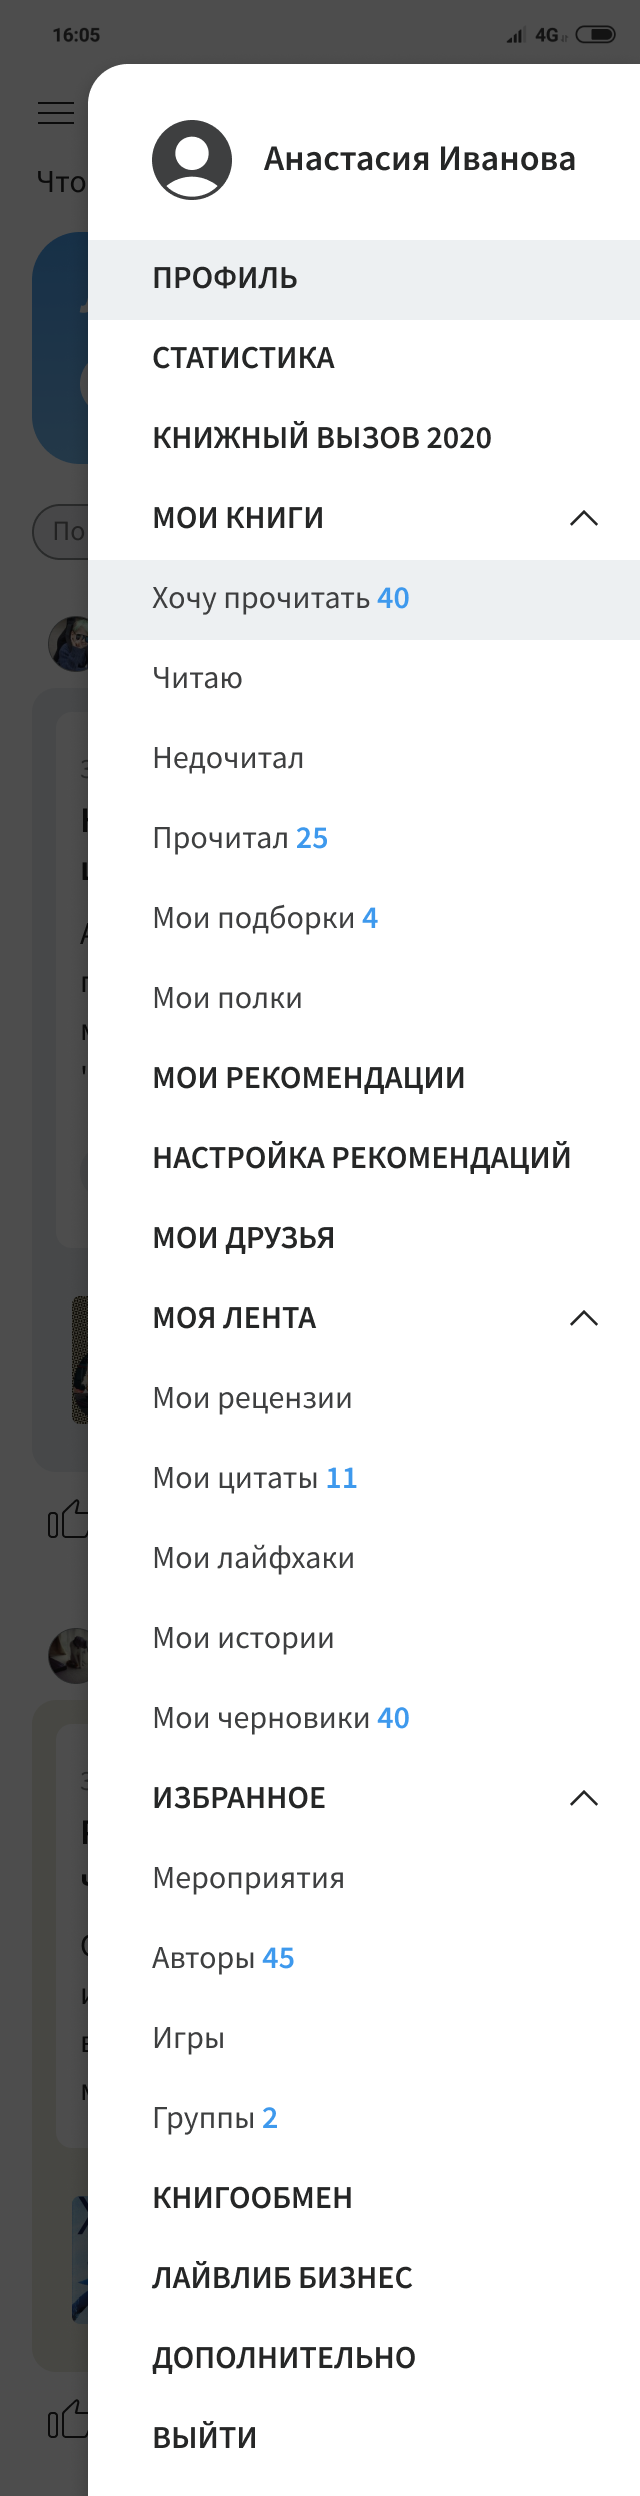 16:05
4G
Анастасия Иванова
Что
ПРОФИЛЬ
СТАТИСТИКА
КНИЖНЫЙ ВЫЗОВ 2020
МОИ КНИГИ
По
Хочу прочитать 40
Читаю
Недочитал
Прочитал 25
Мои подборки 4
Мои полки
МОИ РЕКОМЕНДАЦИИ
НАСТРОЙКА РЕКОМЕНДАЦИЙ
МОИ ДРУЗЬЯ
МОЯ ЛЕНТА
Мои рецензии
Мои цитаты 11
Мои лайфхаки
Мои истории
Мои черновики 40
ИЗБРАННОЕ
Мероприятия
Авторы 45
Игры
Группы 2
КНИГООБМЕН
ЛАЙВЛИБ БИЗНЕС
ДОПОЛНИТЕЛЬНО
ВЫЙТИ